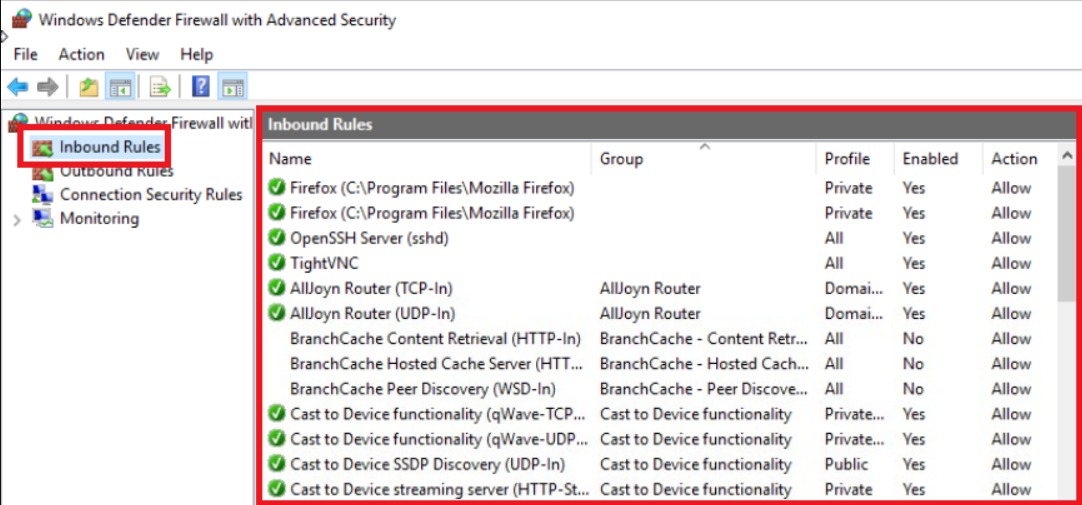 Windows Defender Firewall with Advanced Security
File Action View Help
Windows Defender Firewall with
Inbound Rules
Outbound Rules
Connection Security Rules
Monitoring
Inbound Rules
Name Group Profile Enabled Action
Firefox (C:\Program Files\Mozilla Firefox) Private Yes Allow
Firefox (C:\Program Files\Mozilla Firefox) Private Yes Allow
OpenSSH Server (sshd) All Yes Allow
TightVNC All Yes Allow
AllJoyn Router (TCP-In) AllJoyn Router Domai... Yes Allow
AllJoyn Router (UDP-In) AllJoyn Router Domai... Yes Allow
BranchCache Content Retrieval (HTTP-In) BranchCache - Content Retr... All No Allow
BranchCache Hosted Cache Server (HTT... BranchCache - Hosted Cach... All No Allow
BranchCache Peer Discovery (WSD-In) BranchCache - Peer Discove... All No Allow
Cast to Device functionality (qWave-TCP... Cast to Device functionality Private... Yes Allow
Cast to Device functionality (qWave-UDP... Cast to Device functionality Private... Yes Allow
Cast to Device SSDP Discovery (UDP-In) Cast to Device functionality Public Yes Allow
Cast to Device streaming server (HTTP-St... Cast to Device functionality Private Yes Allow